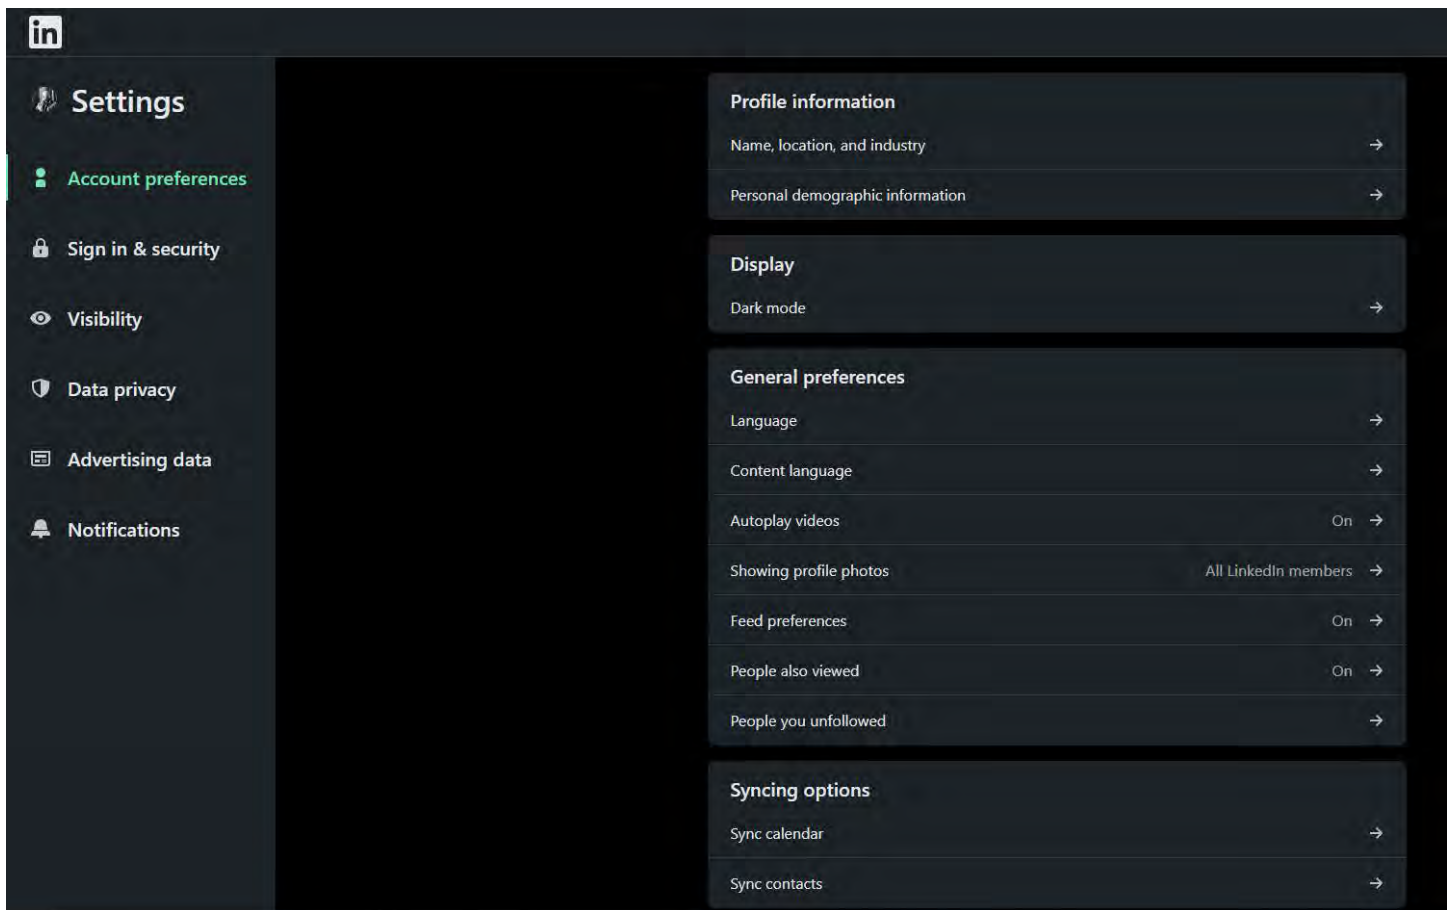 in
Settings
Account preferences
Sign in & security
Visibility
Data privacy
Advertising data
Notifications
Profile information
Name, location, and industry
Personal demographic information
Display
Dark mode
General preferences
Language
Content language
Autoplay videos On
Showing profile photos All LinkedIn members
Feed preferences On
People also viewed On
People you unfollowed
Syncing options
Sync calendar
Sync contacts